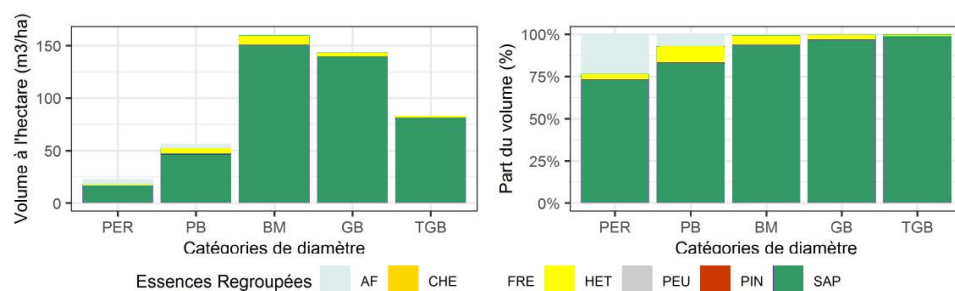 Volume à l'hectare (m3/ha)
150
100
50
0
PER PB BM GB TGB
Catégories de diamètre
Part du volume (%)
100%
75%
50%
25%
0%
PER PB BM GB TGB
Catégories de diamètre
Essences Regroupées AF CHE FRE HET PEU PIN SAP